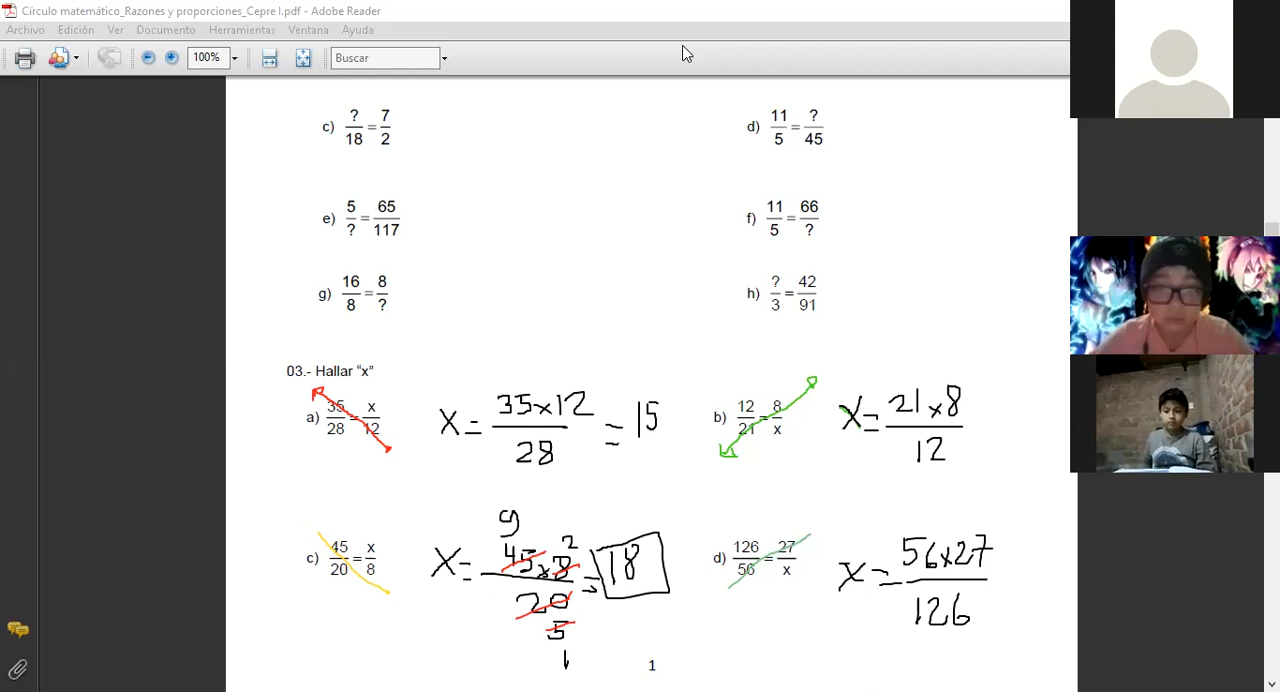 Círculo matemático_Razones y proporciones_Cepre I.pdf - Adobe Reader
Archivo Edición Ver Documento Herramientas Ventana Ayuda
100% Buscar
c) ?/18 = 7/2
d) 11/5 = ?/45
e) 5/? = 65/117
f) 11/5 = 66/?
g) 16/8 = 8/?
h) ?/3 = 42/91
03.- Hallar “x”
a) 35/28 = x/12
X = 35x12/28 = 15
b) 12/21 = 8/x
X = 21x8/12
c) 45/20 = x/8
9
2
X = 45x8/20 = 18
5
1
d) 126/56 = 27/x
x = 56x27/126
1